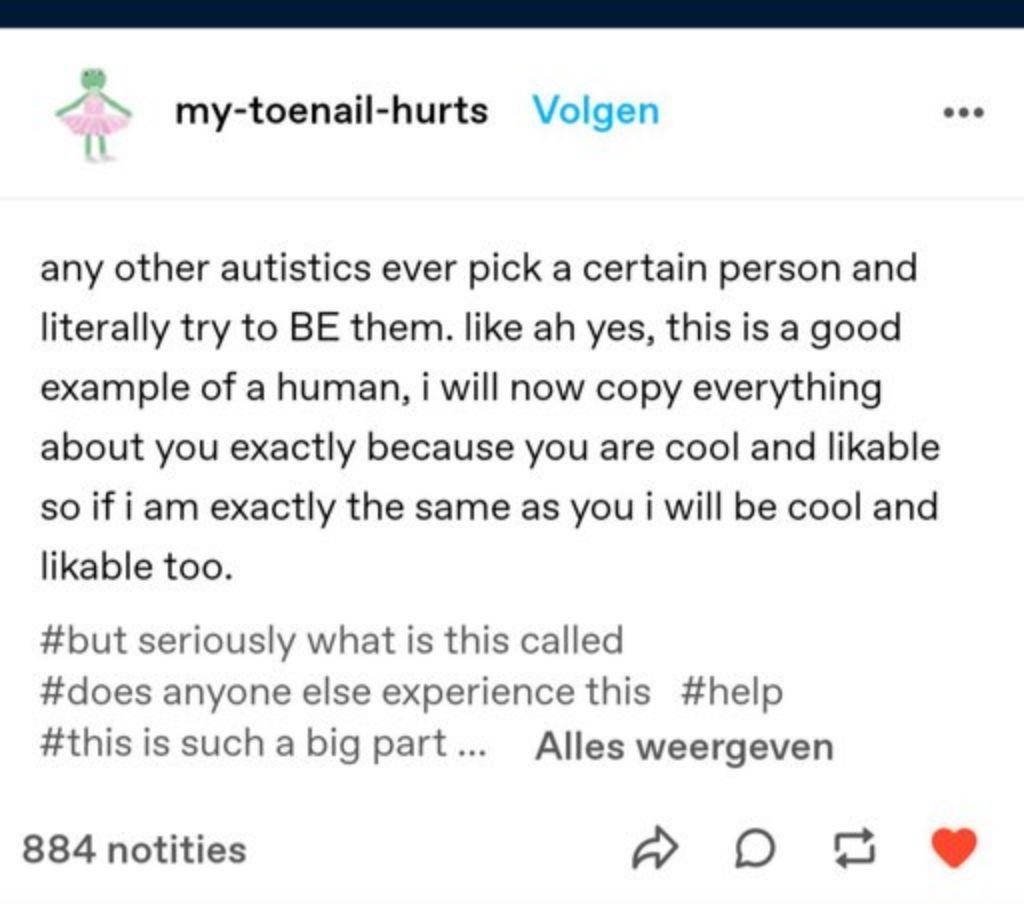 my-toenail-hurts Volgen
any other autistics ever pick a certain person and
literally try to BE them. like ah yes, this is a good
example of a human, i will now copy everything
about you exactly because you are cool and likable
so if i am exactly the same as you i will be cool and
likable too.
#but seriously what is this called
#does anyone else experience this #help
#this is such a big part ... Alles weergeven
884 notities